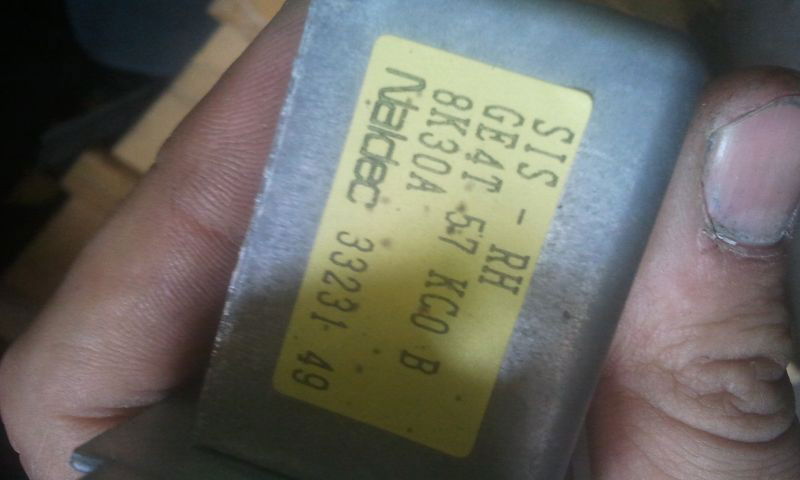 SIS - RH
GE4T 57 KC0 B
8K30A
Naldec 33231 49